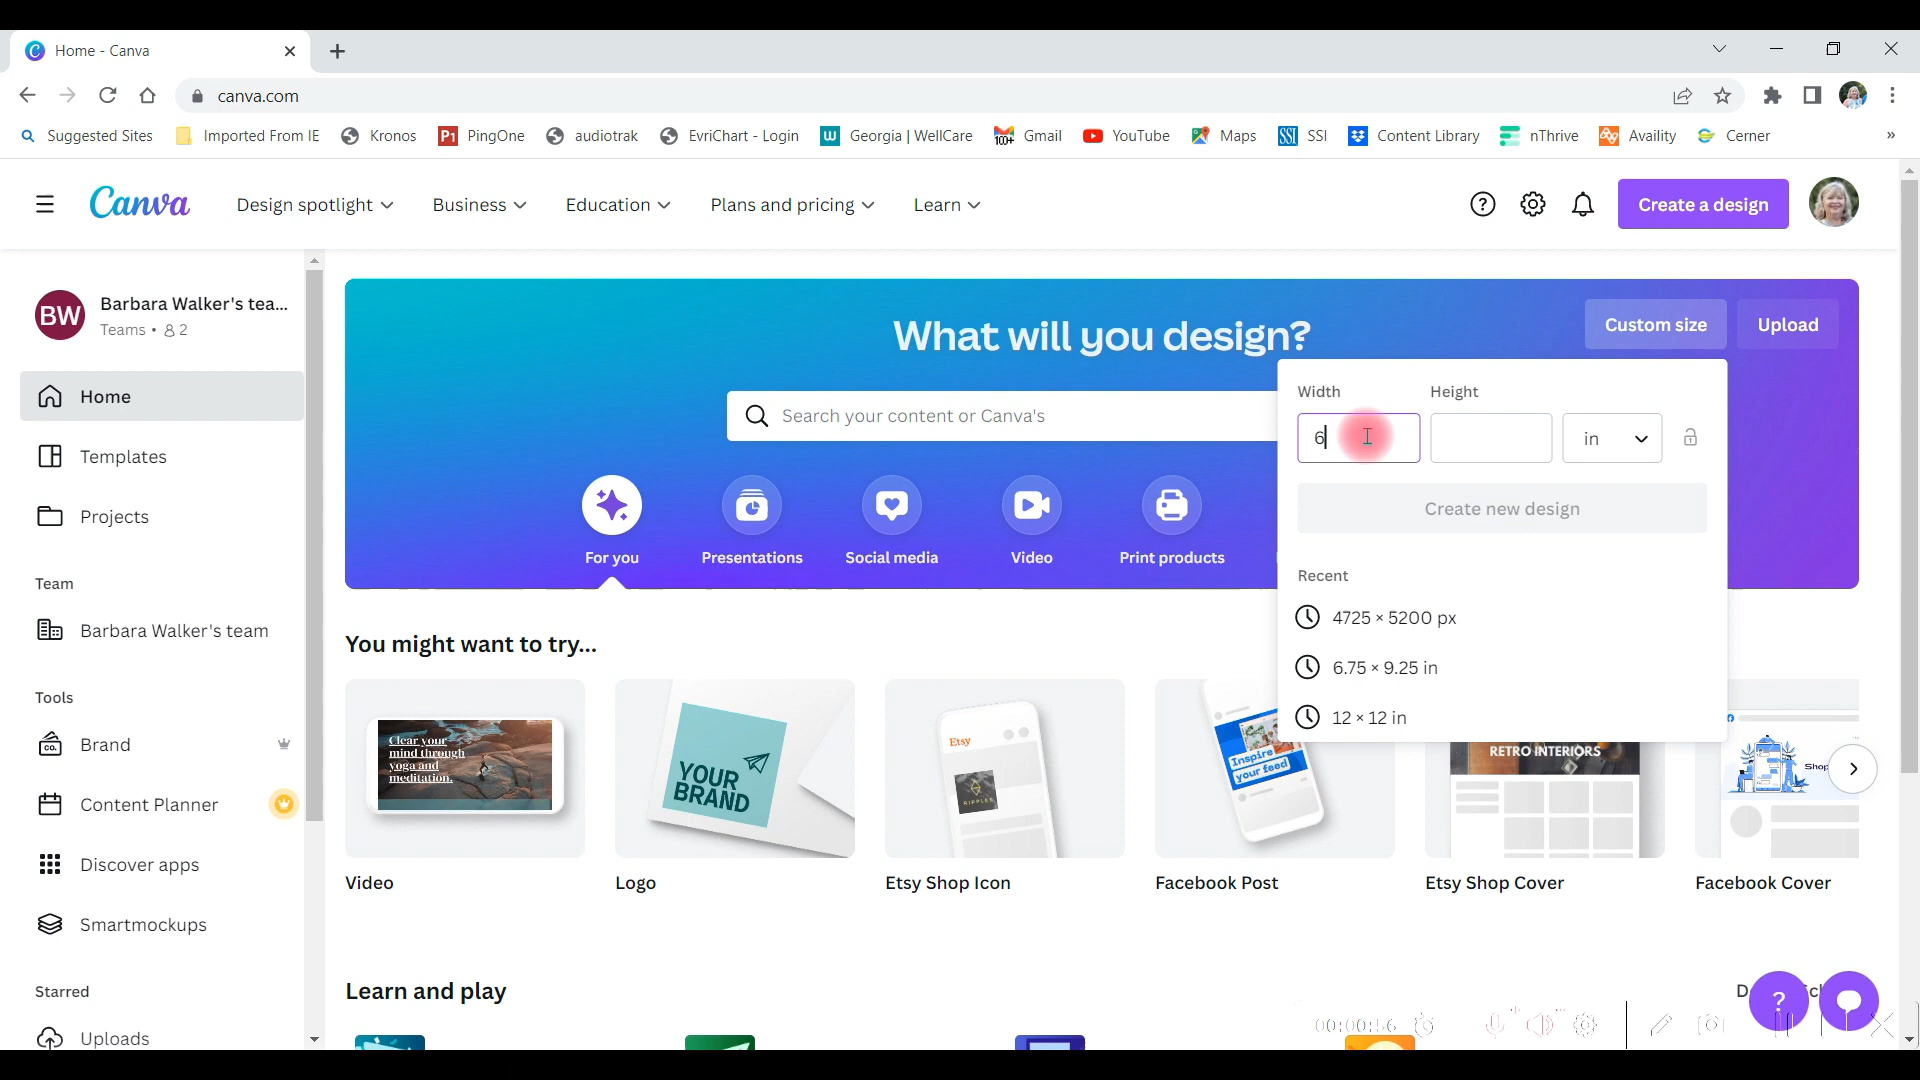 Home - Canva
canva.com
Suggested Sites Imported From IE Kronos PingOne audiotrak EvriChart - Login Georgia | WellCare Gmail YouTube Maps SSI Content Library nThrive Availity Cerner »
Canva Design spotlight Business Education Plans and pricing Learn Create a design
BW Barbara Walker's tea...
Teams • 2
Home
Templates
Projects
Team
Barbara Walker's team
Tools
Brand
Content Planner
Discover apps
Smartmockups
Starred
Uploads
What will you design?
Custom size Upload
Search your content or Canva's
For you Presentations Social media Video Print products
Width Height
6 in
Create new design
Recent
4725 × 5200 px
6.75 × 9.25 in
12 × 12 in
You might want to try...
Clear your
mind through
yoga and
meditation.
YOUR
BRAND
Etsy
RIPPLES
Inspire
your feed
RETRO INTERIORS
Shop
Video Logo Etsy Shop Icon Facebook Post Etsy Shop Cover Facebook Cover
Learn and play
00:00:56